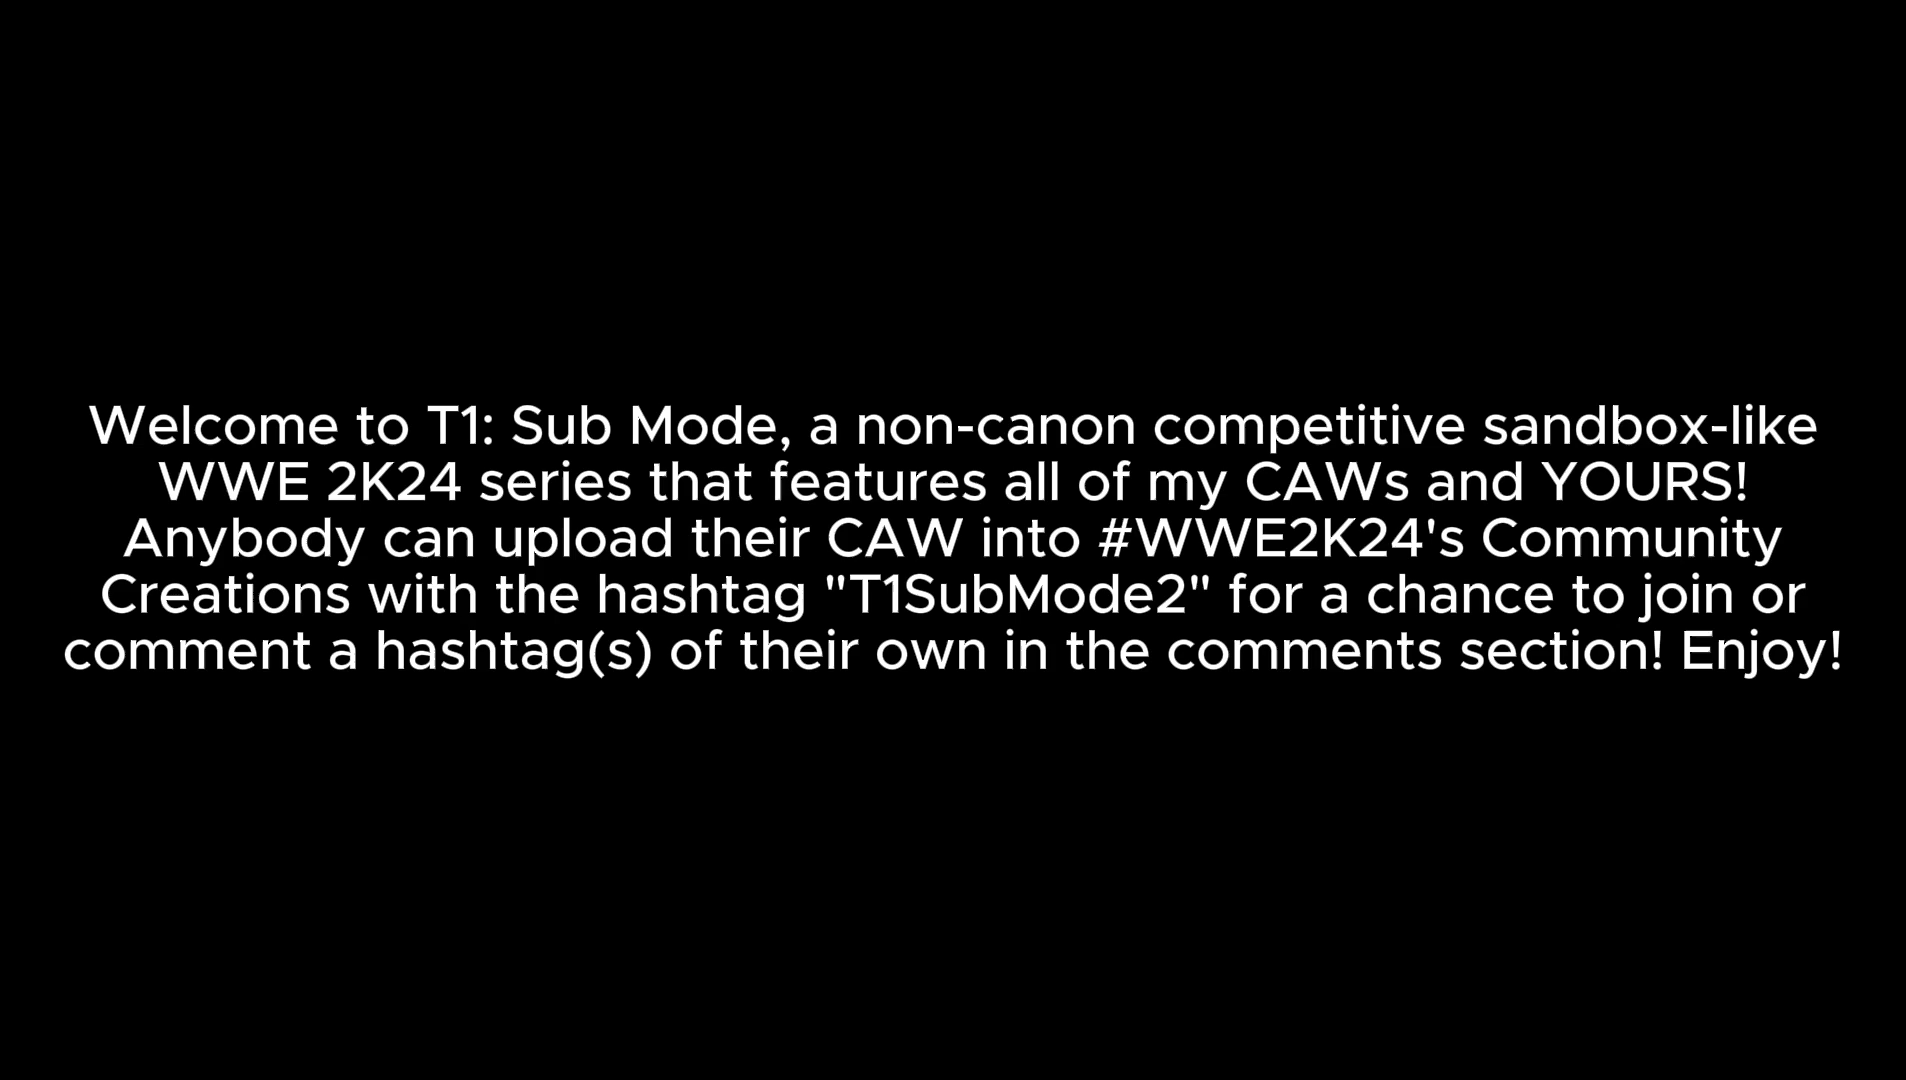 Welcome to T1: Sub Mode, a non-canon competitive sandbox-like
WWE 2K24 series that features all of my CAWs and YOURS!
Anybody can upload their CAW into #WWE2K24's Community
Creations with the hashtag "T1SubMode2" for a chance to join or
comment a hashtag(s) of their own in the comments section! Enjoy!